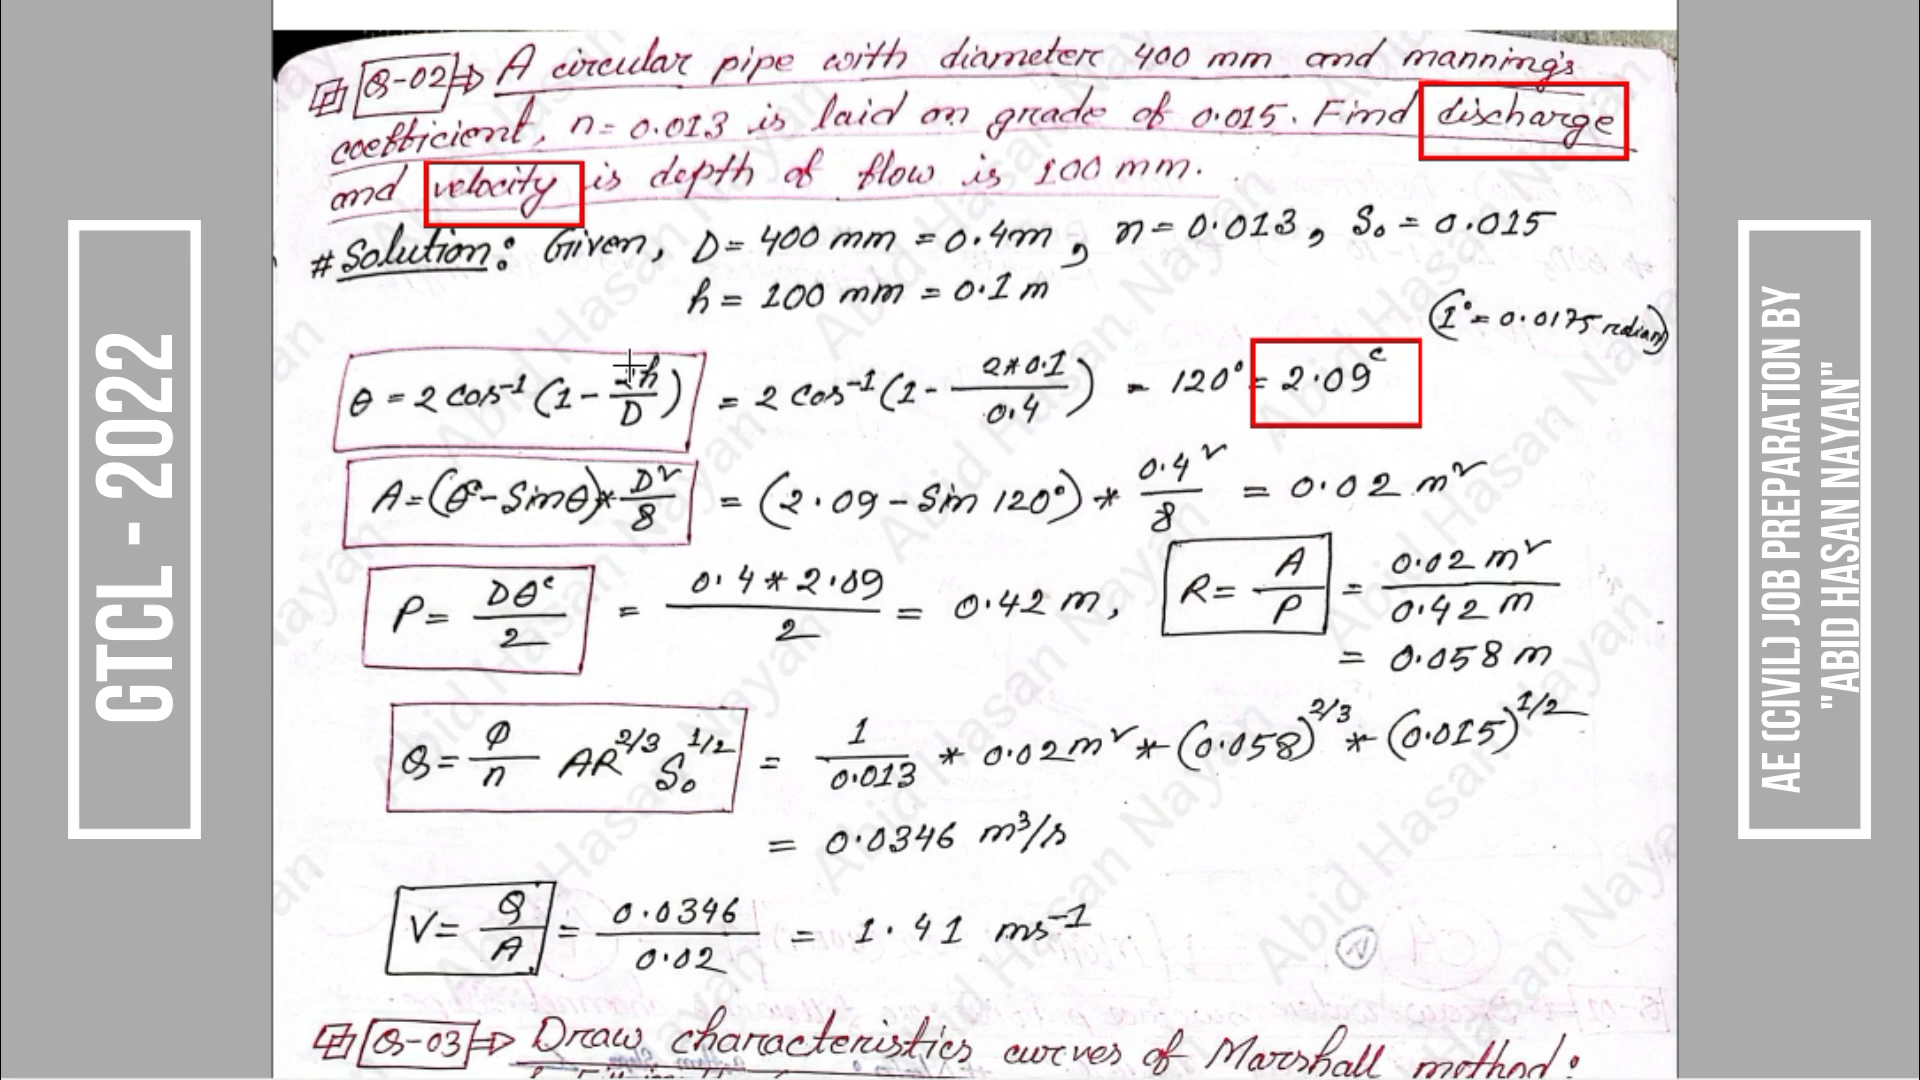 GTCL - 2022
Q-02 ⇒ A circular pipe with diameter 400 mm and manning's
coefficient, n = 0.013 is laid on grade of 0.015. Find discharge
and velocity is depth of flow is 100 mm.
# Solution: Given, D = 400 mm = 0.4m, n = 0.013, S₀ = 0.015
h = 100 mm = 0.1 m
(1° = 0.0175 redian)
θ = 2 cos⁻¹ (1 - 2h/D) = 2 cos⁻¹ (1 - 2*0.1/0.4) = 120° = 2.09ᶜ
A = (θᶜ - Sinθ) * D²/8 = (2.09 - Sin 120°) * 0.4²/8 = 0.02 m²
P = Dθᶜ/2 = 0.4 * 2.09/2 = 0.42 m, R = A/P = 0.02 m²/0.42 m
= 0.058 m
Q = Φ/n AR^2/3 S₀^1/2 = 1/0.013 * 0.02 m² * (0.058)^2/3 * (0.015)^1/2
= 0.0346 m³/s
V = Q/A = 0.0346/0.02 = 1.41 ms⁻¹
N
Q-03 ⇒ Draw characteristics curves of Marshall method:
AE (CIVIL) JOB PREPARATION BY
"ABID HASAN NAYAN"
Abid Hasan Nayan